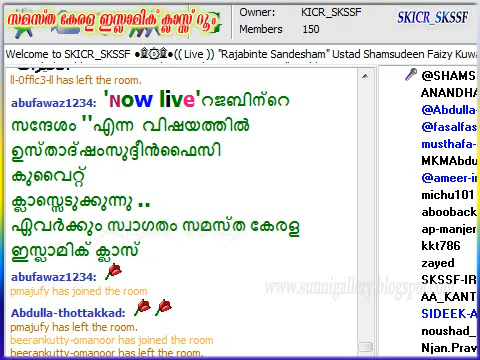 സമസ്ത കേരള ഇസ്ലാമിക് ക്ലാസ്സ് റൂം
Owner: KICR_SKSSF
Members 150
SKICR_SKSSF
Welcome to SKICR_SKSSF (( Live )) "Rajabinte Sandesham" Ustad Shamsudeen Faizy Kuwa
ll-0ffic3-ll has left the room.
abufawaz1234: 'Now live'റജബിന്റെ
സന്ദേശം ''എന്ന വിഷയത്തില്‍
ഉസ്താദ്ഷംസുദ്ദീന്‍ഫൈസി
കുവൈറ്റ്
ക്ലാസ്സെടുക്കുന്നു ..
ഏവര്‍ക്കും സ്വാഗതം സമസ്ത കേരള
ഇസ്ലാമിക് ക്ലാസ്
abufawaz1234:
pmajufy has joined the room
Abdulla-thottakkad:
pmajufy has left the room.
beerankutty-omanoor has joined the room
beerankutty-omanoor has left the room.
@SHAMS
ANANDHA
@Abdulla-
@fasalfas
musthafa-
MKMAbdu
@ameer-ir
michu101
abooback
ap-manjer
kkt786
zayed
SKSSF-IR
AA_KANT
SIDEEK-A
noushad_
Njan.Prav
www.sunnigallery.blogspot.com